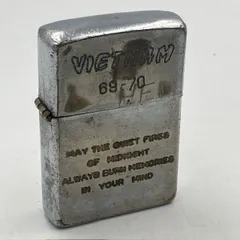 VIETNAM
69-70
MAY THE QUIET FIRES
OF MIDNIGHT
ALWAYS BURN MEMORIES
IN YOUR MIND